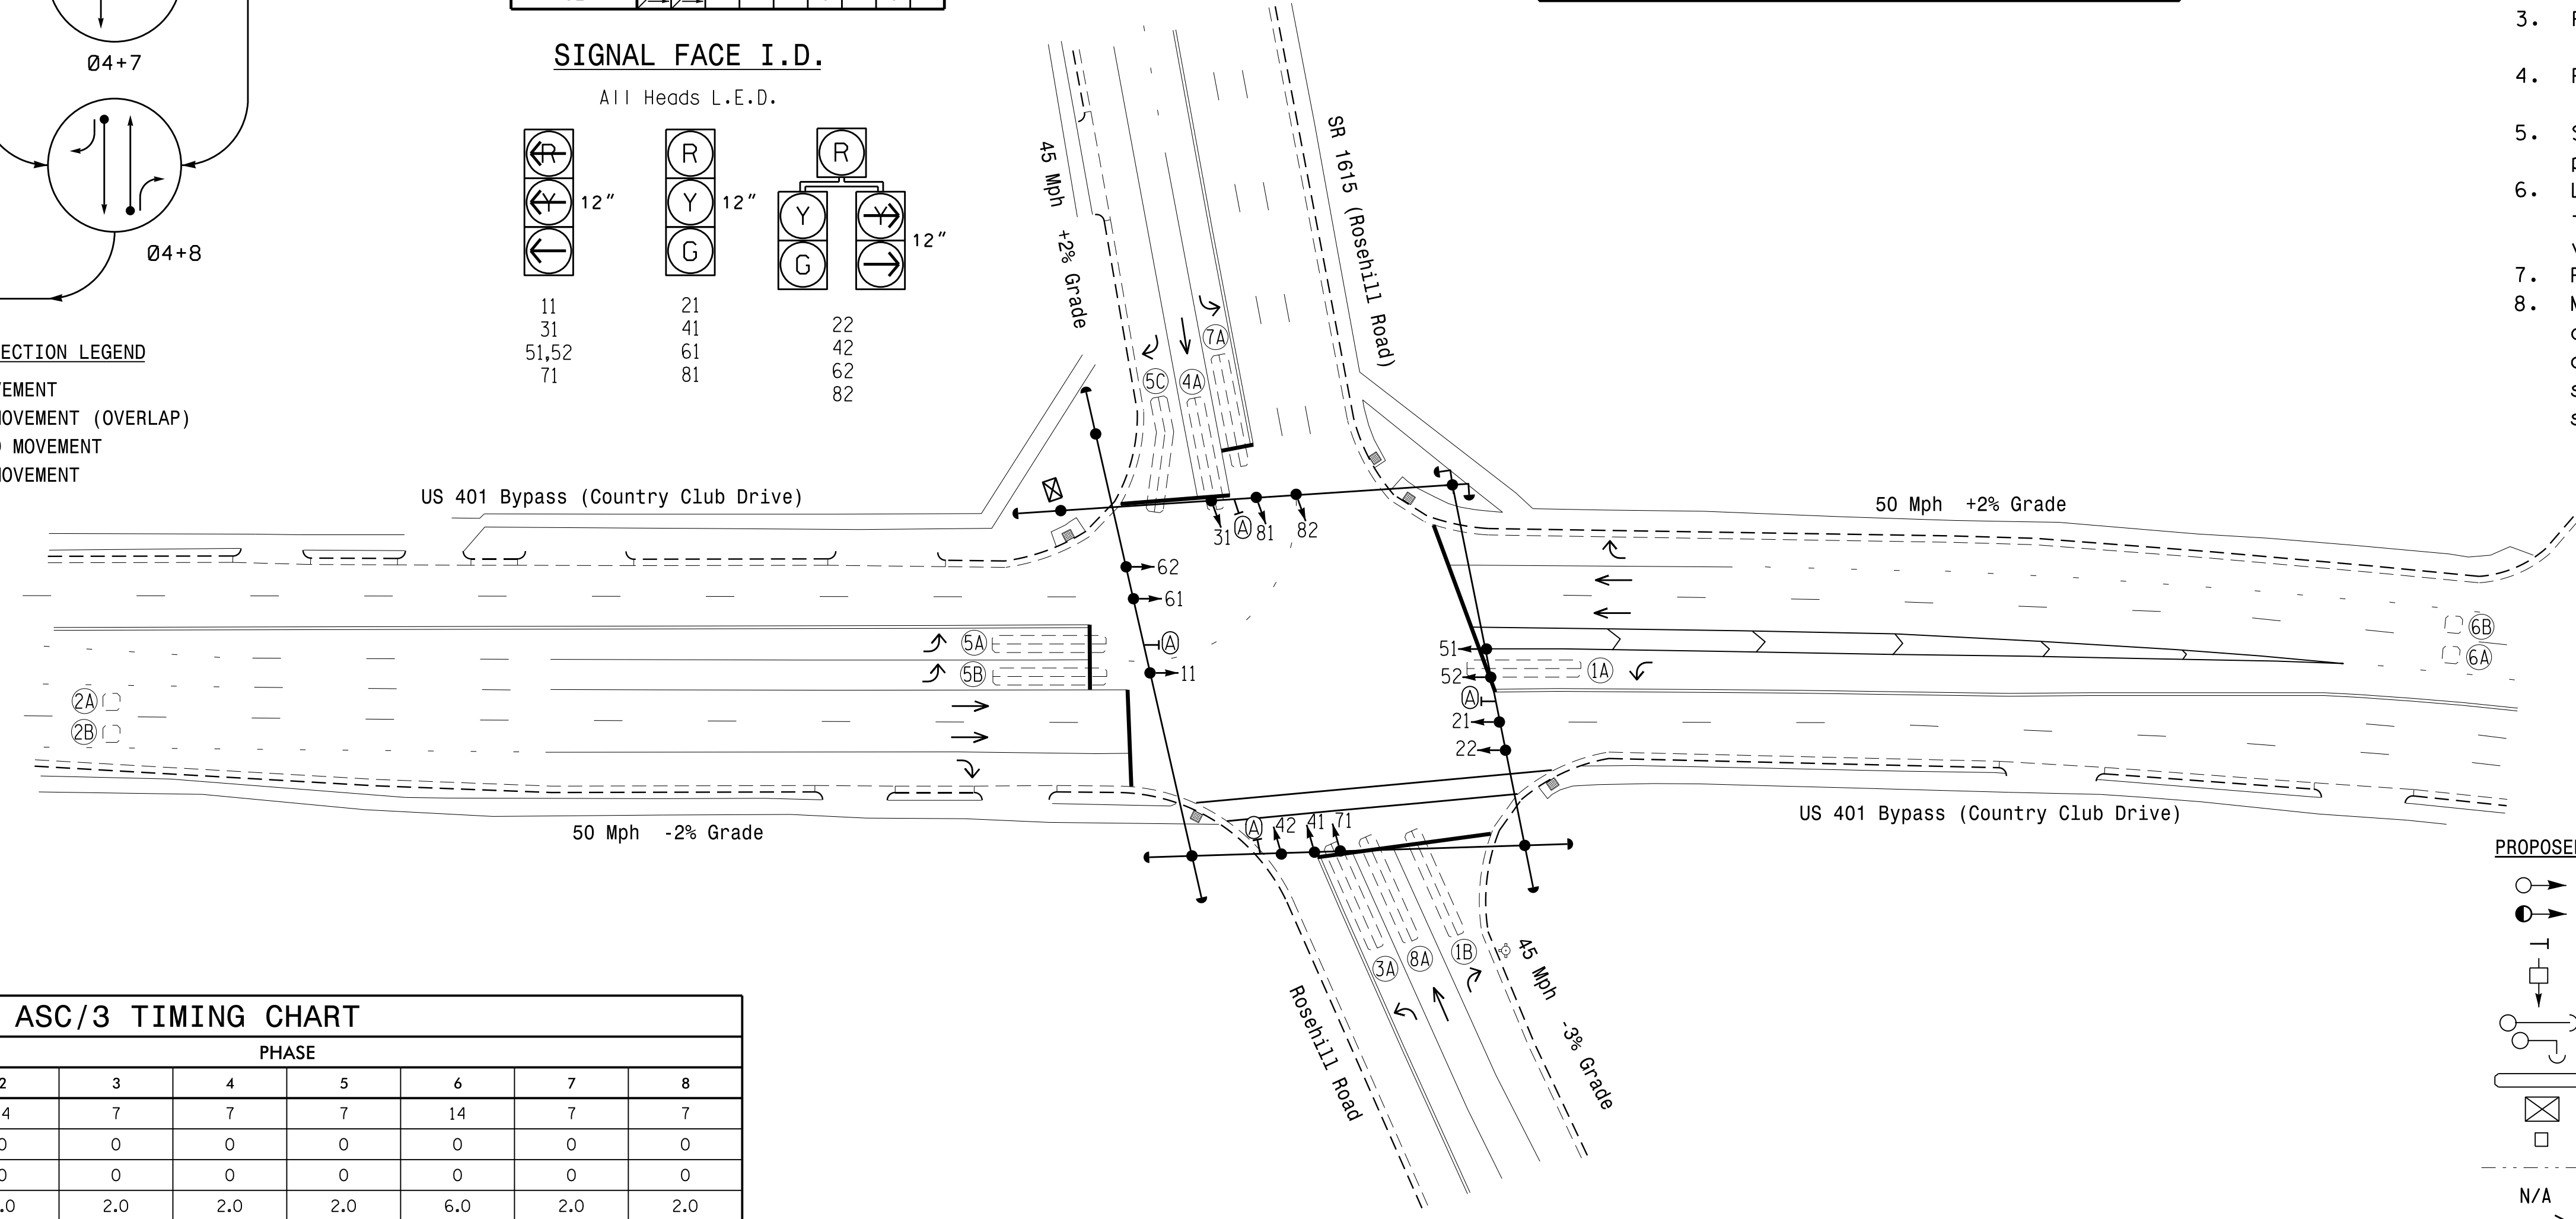 Ø4+7
Ø4+8
ECTION LEGEND
EMENT
MOVEMENT (OVERLAP)
MOVEMENT
MOVEMENT
SIGNAL FACE I.D.
All Heads L.E.D.
R
Y
12"
11
31
51,52
71
R
Y
G
12"
21
41
61
81
R
Y
Y
G
12"
22
42
62
82
3.
4.
5.
6.
7.
8.
45 Mph +2% Grade
SR 1615 (Rosehill Road)
7A
5C
4A
US 401 Bypass (Country Club Drive)
50 Mph +2% Grade
31
A
81
82
62
61
A
11
5A
5B
2A
2B
51
52
1A
A
21
22
6B
6A
US 401 Bypass (Country Club Drive)
50 Mph -2% Grade
A
42
41
71
3A
8A
1B
Rosehill Road
45 Mph -3% Grade
PROPOSE
N/A
ASC/3 TIMING CHART
PHASE
2 3 4 5 6 7 8
4 7 7 7 14 7 7
0 0 0 0 0 0 0
0 0 0 0 0 0 0
.0 2.0 2.0 2.0 6.0 2.0 2.0